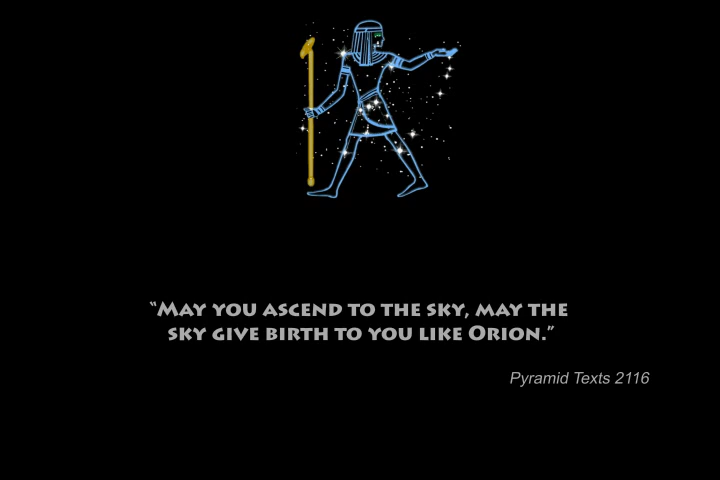 “May you ascend to the sky, may the
sky give birth to you like Orion.”
Pyramid Texts 2116